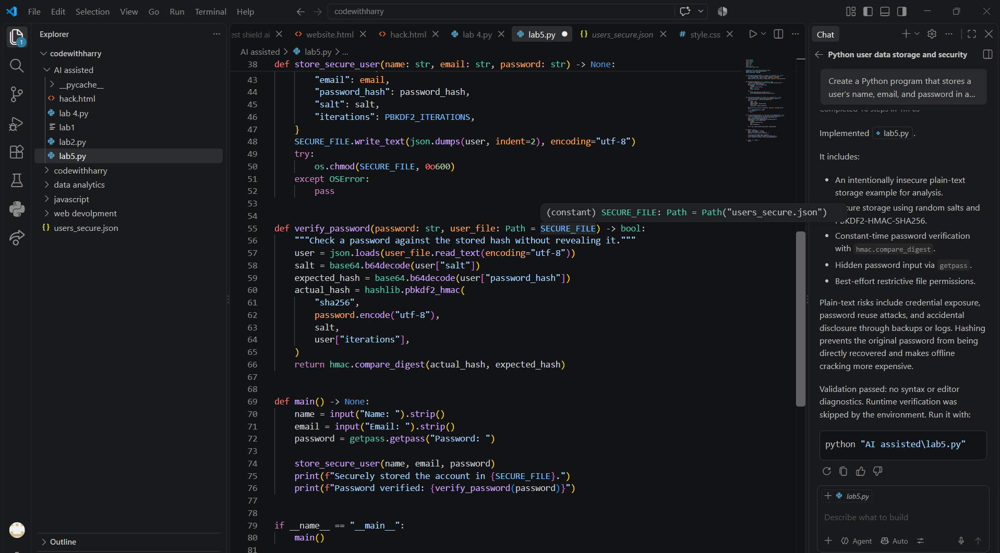 File Edit Selection View Go Run Terminal Help
codewithharry
Explorer
1
codewithharry
AI assisted
__pycache__
hack.html
lab 4.py
lab1
lab2.py
lab5.py
codewithharry
data analytics
javascript
web devolpment
users_secure.json
Outline
est shield ai website.html hack.html lab 4.py lab5.py users_secure.json style.css
AI assisted > lab5.py > ...
38 def store_secure_user(name: str, email: str, password: str) -> None:
43 "email": email,
44 "password_hash": password_hash,
45 "salt": salt,
46 "iterations": PBKDF2_ITERATIONS,
47 }
48 SECURE_FILE.write_text(json.dumps(user, indent=2), encoding="utf-8")
49 try:
50 os.chmod(SECURE_FILE, 0o600)
51 except OSError:
52 pass
53
54
(constant) SECURE_FILE: Path = Path("users_secure.json")
55 def verify_password(password: str, user_file: Path = SECURE_FILE) -> bool:
56 """Check a password against the stored hash without revealing it."""
57 user = json.loads(user_file.read_text(encoding="utf-8"))
58 salt = base64.b64decode(user["salt"])
59 expected_hash = base64.b64decode(user["password_hash"])
60 actual_hash = hashlib.pbkdf2_hmac(
61 "sha256",
62 password.encode("utf-8"),
63 salt,
64 user["iterations"],
65 )
66 return hmac.compare_digest(actual_hash, expected_hash)
67
68
69 def main() -> None:
70 name = input("Name: ").strip()
71 email = input("Email: ").strip()
72 password = getpass.getpass("Password: ")
73
74 store_secure_user(name, email, password)
75 print(f"Securely stored the account in {SECURE_FILE}.")
76 print(f"Password verified: {verify_password(password)}")
77
78
79 if __name__ == "__main__":
80 main()
81
Chat
Python user data storage and security
Create a Python program that stores a
user's name, email, and password in a...
Completed 10 steps in 1m 6s
Implemented lab5.py.
It includes:
• An intentionally insecure plain-text
storage example for analysis.
cure storage using random salts and
PBKDF2-HMAC-SHA256.
• Constant-time password verification
with hmac.compare_digest.
• Hidden password input via getpass.
• Best-effort restrictive file permissions.
Plain-text risks include credential exposure,
password reuse attacks, and accidental
disclosure through backups or logs. Hashing
prevents the original password from being
directly recovered and makes offline
cracking more expensive.
Validation passed: no syntax or editor
diagnostics. Runtime verification was
skipped by the environment. Run it with:
python "AI assisted\lab5.py"
lab5.py
Describe what to build
Agent Auto